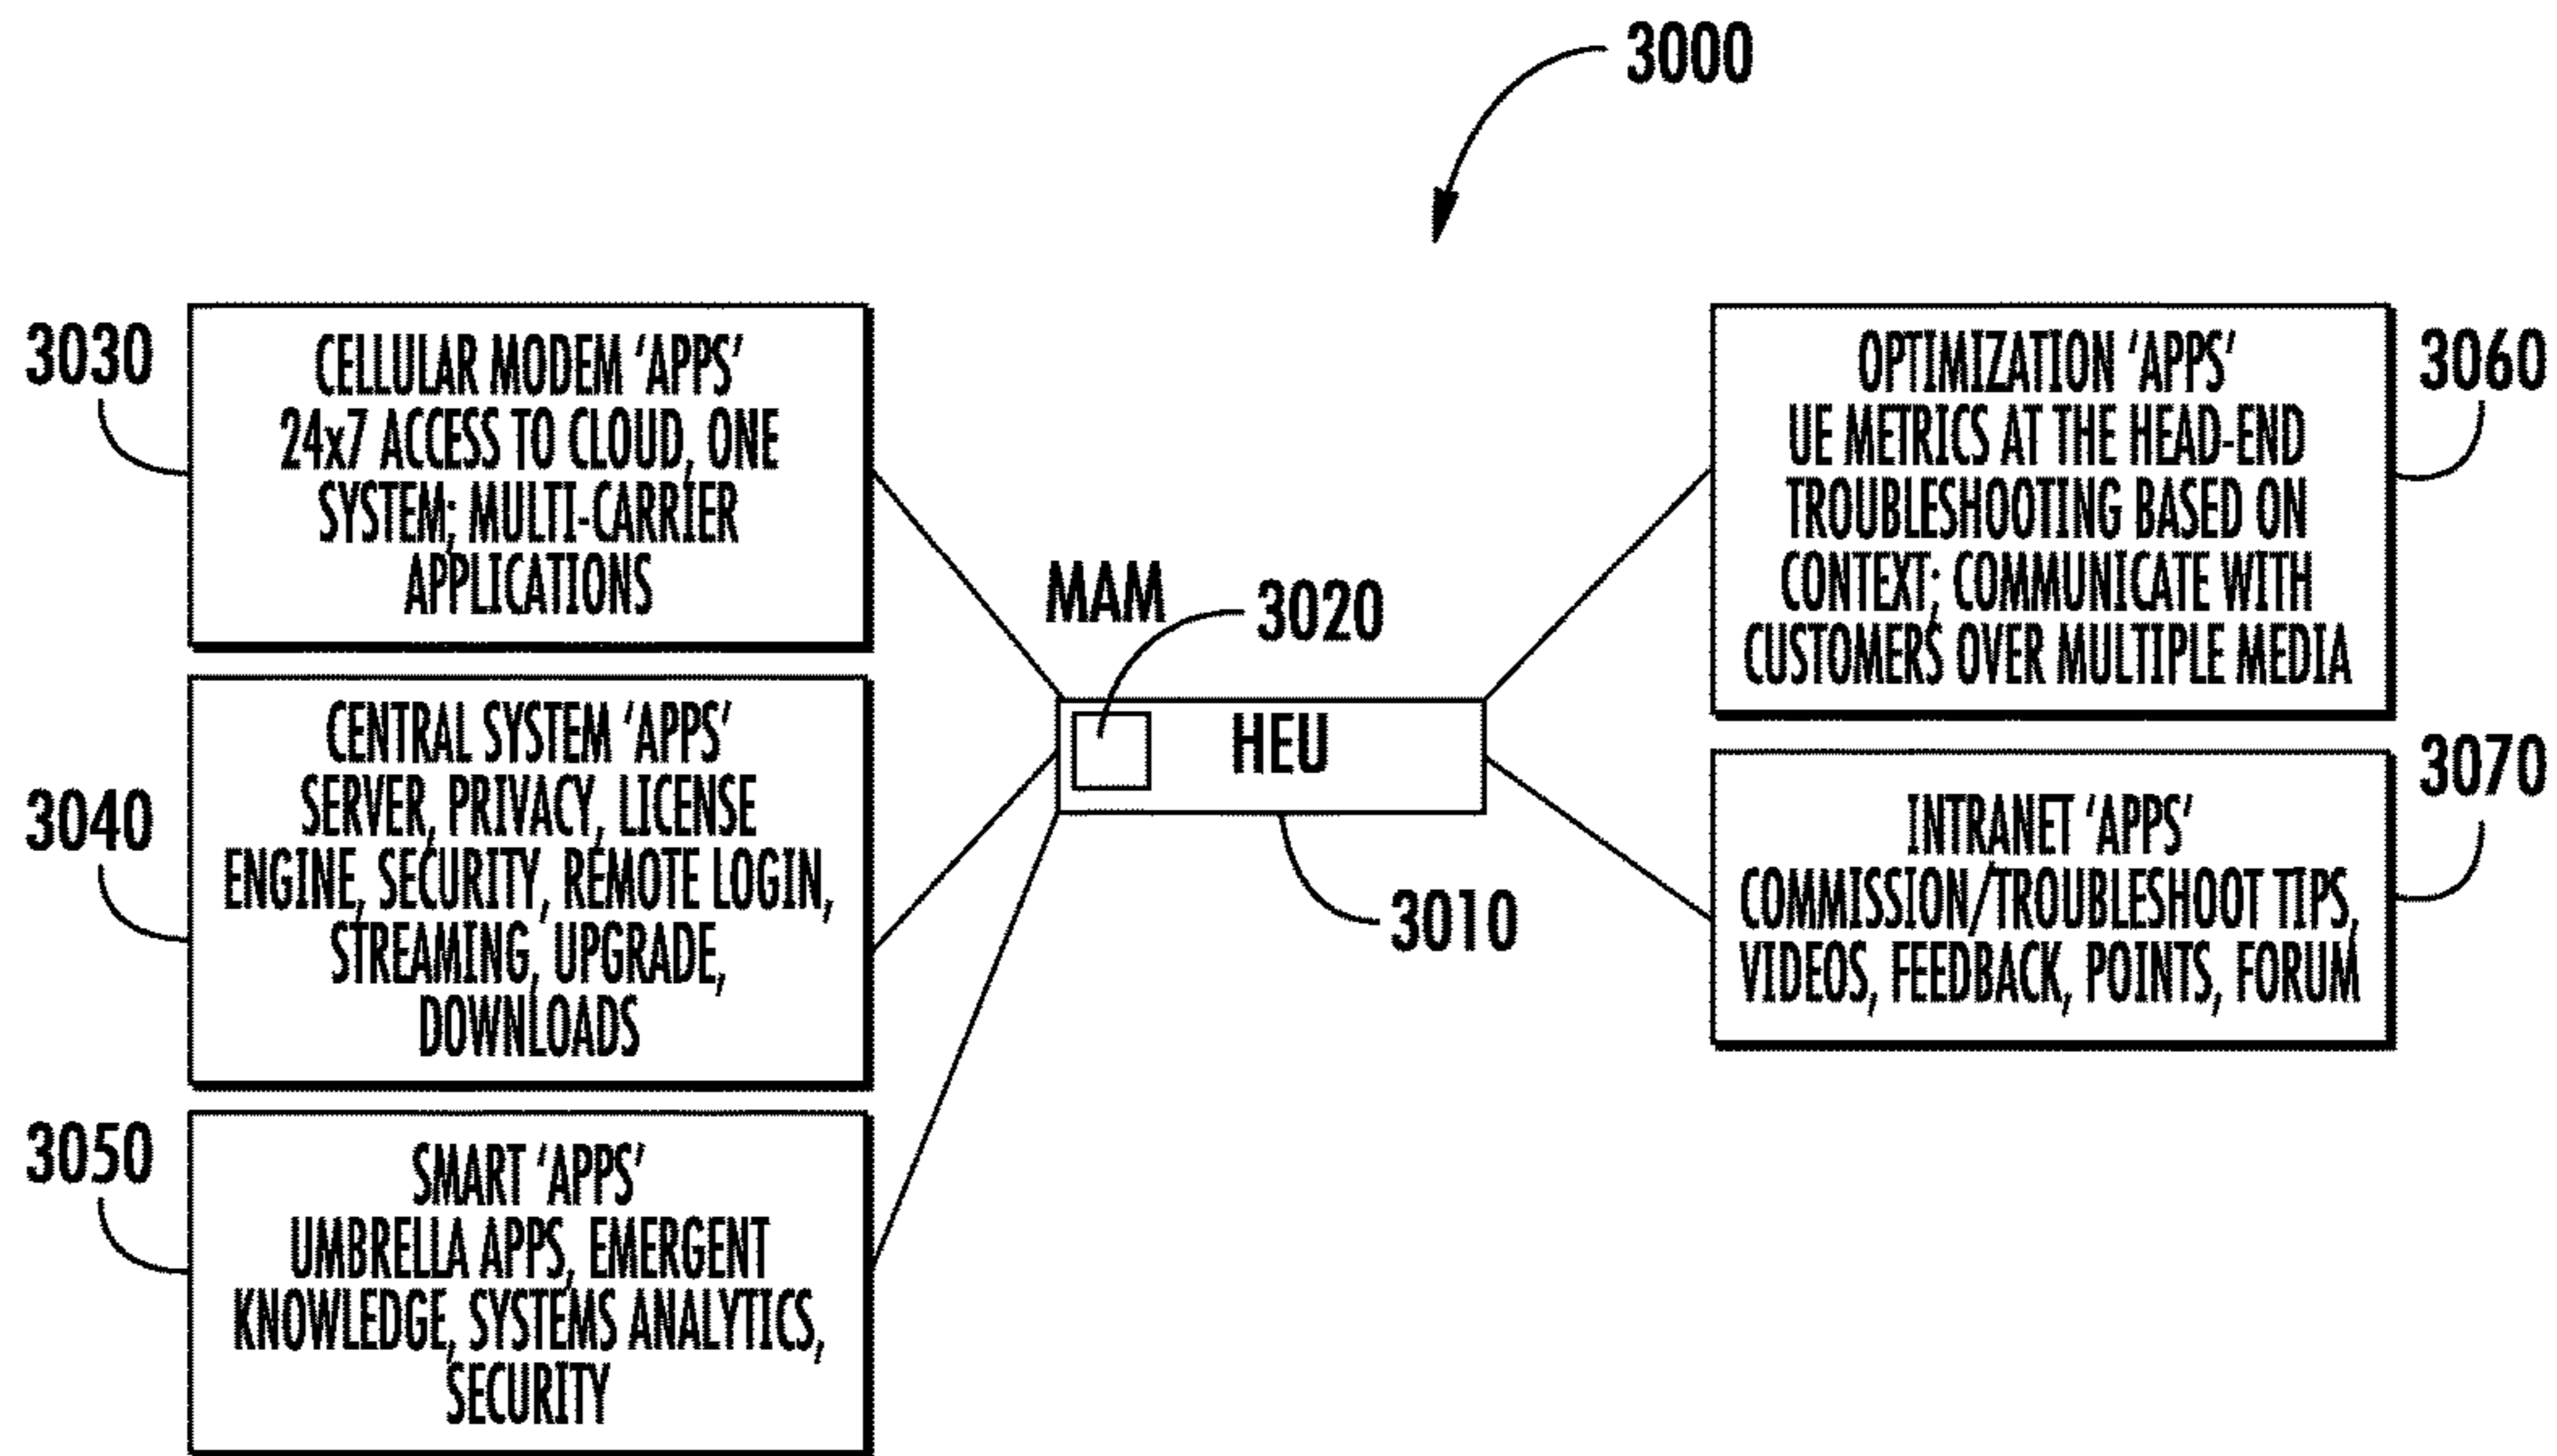 3000
3030
CELLULAR MODEM 'APPS'
24x7 ACCESS TO CLOUD, ONE
SYSTEM; MULTI-CARRIER
APPLICATIONS
3040
CENTRAL SYSTEM 'APPS'
SERVER, PRIVACY, LICENSE
ENGINE, SECURITY, REMOTE LOGIN,
STREAMING, UPGRADE,
DOWNLOADS
3050
SMART 'APPS'
UMBRELLA APPS, EMERGENT
KNOWLEDGE, SYSTEMS ANALYTICS,
SECURITY
MAM
3020
HEU
3010
OPTIMIZATION 'APPS'
UE METRICS AT THE HEAD-END
TROUBLESHOOTING BASED ON
CONTEXT; COMMUNICATE WITH
CUSTOMERS OVER MULTIPLE MEDIA
3060
INTRANET 'APPS'
COMMISSION/TROUBLESHOOT TIPS,
VIDEOS, FEEDBACK, POINTS, FORUM
3070